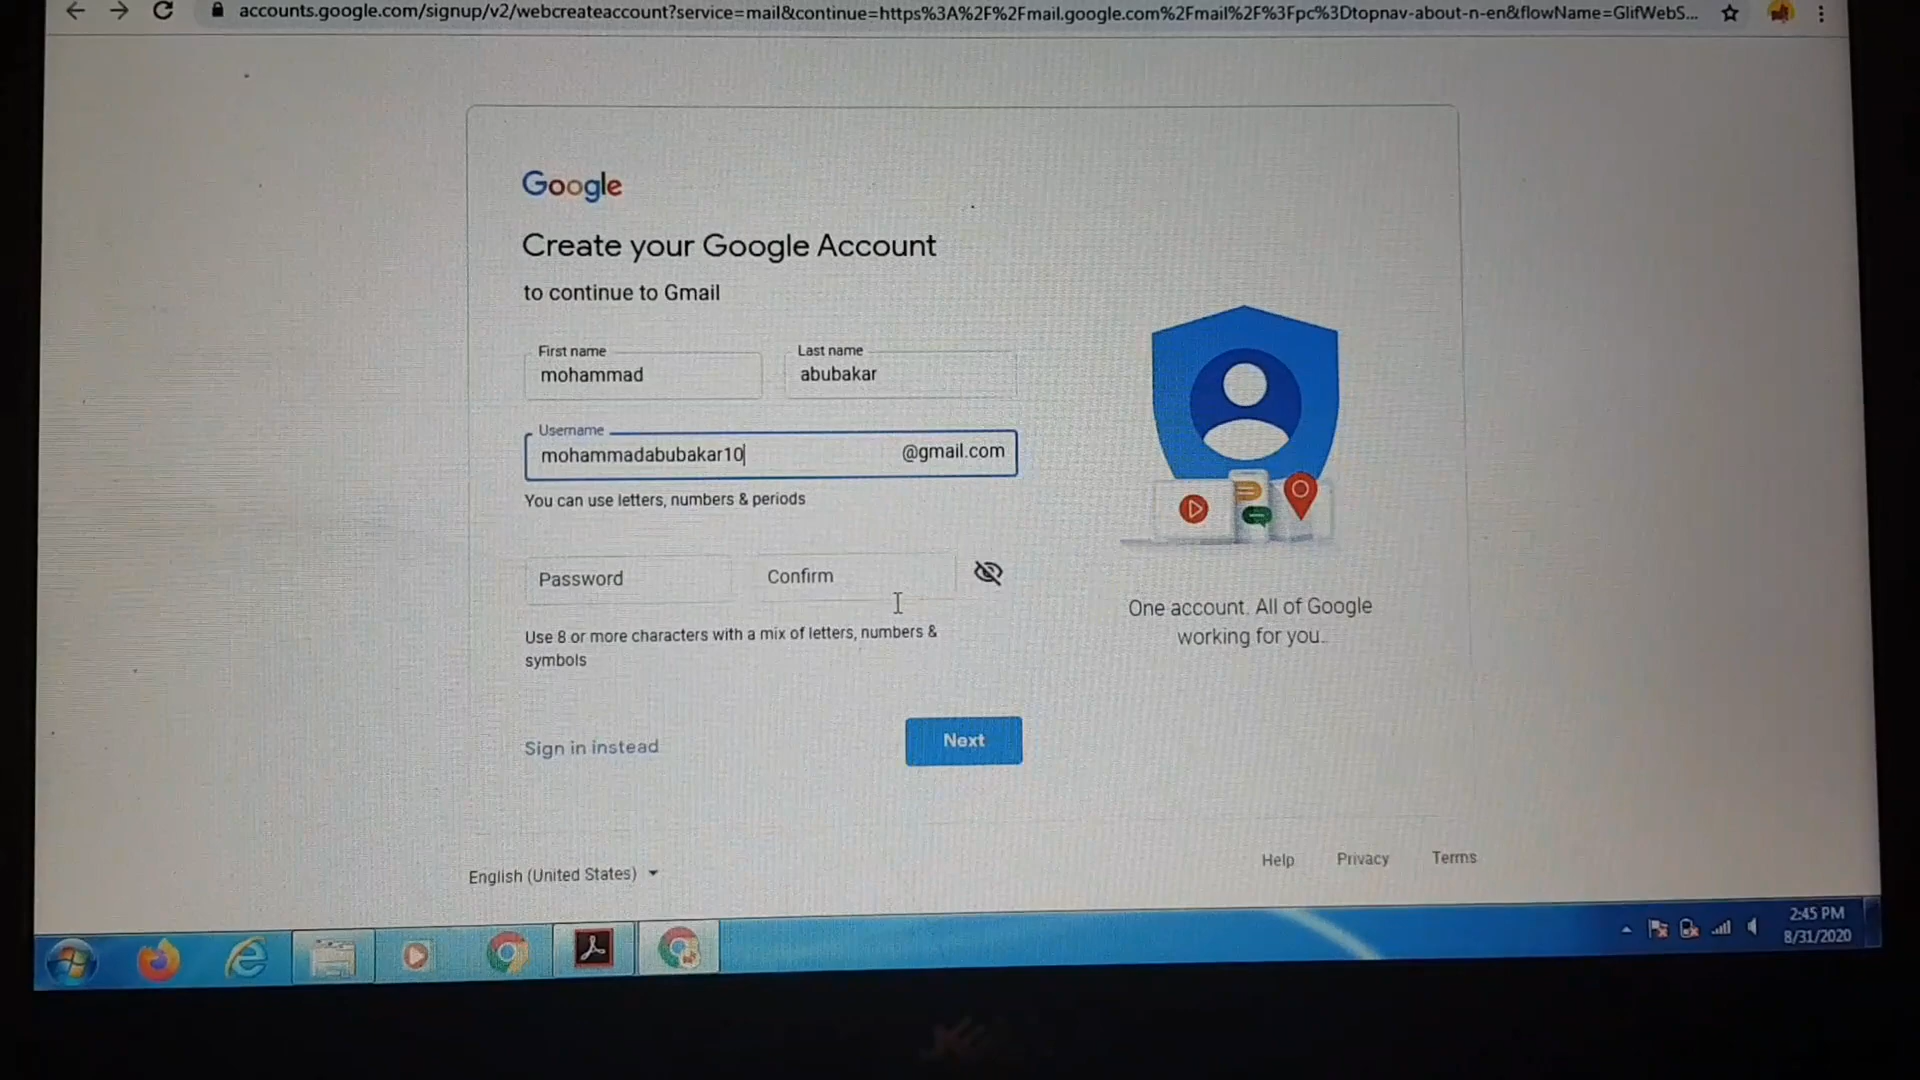 accounts.google.com/signup/v2/webcreateaccount?service=mail&continue=https%3A%2F%2Fmail.google.com%2Fmail%2F%3Fpc%3Dtopnav-about-n-en&flowName=GlifWebS...
Google
Create your Google Account
to continue to Gmail
First name
Last name
mohammad
abubakar
Username
mohammadabubakar10
@gmail.com
You can use letters, numbers & periods
Password
Confirm
Use 8 or more characters with a mix of letters, numbers &
symbols
One account. All of Google
working for you.
Sign in instead
Next
English (United States)
Help
Privacy
Terms
2:45 PM
8/31/2020